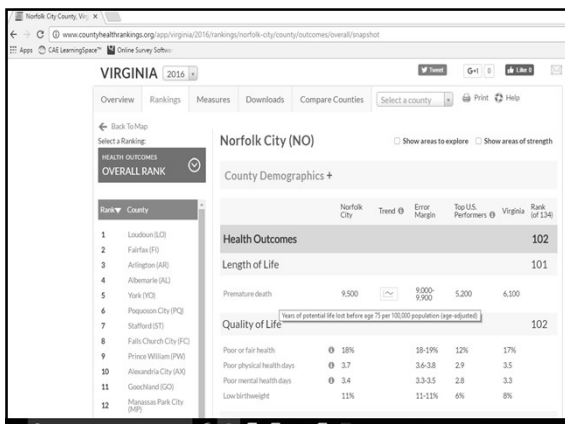 Norfolk City County, Virg
www.countyhealthrankings.org/app/virginia/2016/rankings/norfolk-city/county/outcomes/overall/snapshot
Apps CAE LearningSpace™ Online Survey Softwa
VIRGINIA 2016
Tweet G+1 0 Like 0
Overview Rankings Measures Downloads Compare Counties Select a county Print Help
Back To Map
Select a Ranking:
HEALTH OUTCOMES
OVERALL RANK
Rank County
1 Loudoun (LO)
2 Fairfax (FI)
3 Arlington (AR)
4 Albemarle (AL)
5 York (YO)
6 Poquoson City (PQ)
7 Stafford (ST)
8 Falls Church City (FC)
9 Prince William (PW)
10 Alexandria City (AX)
11 Goochland (GO)
12 Manassas Park City
(MP)
Norfolk City (NO)
Show areas to explore Show areas of strength
County Demographics +
Norfolk City Trend Error Margin Top U.S. Performers Virginia Rank (of 134)
Health Outcomes 102
Length of Life 101
Premature death 9,500 9,000-9,900 5,200 6,100
Years of potential life lost before age 75 per 100,000 population (age-adjusted)
Quality of Life 102
Poor or fair health 18% 18-19% 12% 17%
Poor physical health days 3.7 3.6-3.8 2.9 3.5
Poor mental health days 3.4 3.3-3.5 2.8 3.3
Low birthweight 11% 11-11% 6% 8%